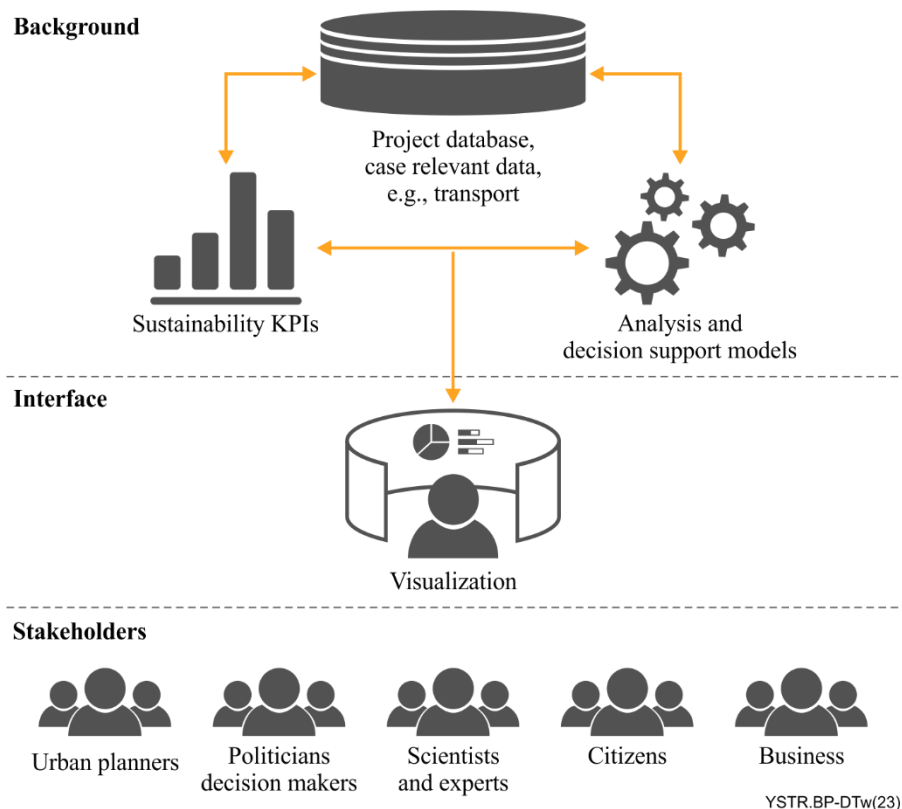 Background
Project database,
case relevant data,
e.g., transport
Sustainability KPIs
Analysis and
decision support models
Interface
Visualization
Stakeholders
Urban planners
Politicians
decision makers
Scientists
and experts
Citizens
Business
YSTR.BP-DTw(23)